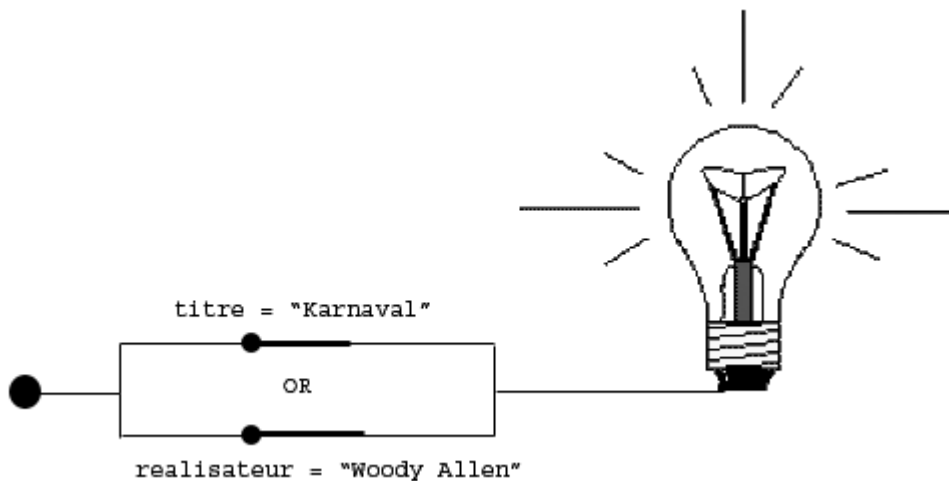 titre = “Karnaval”
OR
realisateur = “Woody Allen”